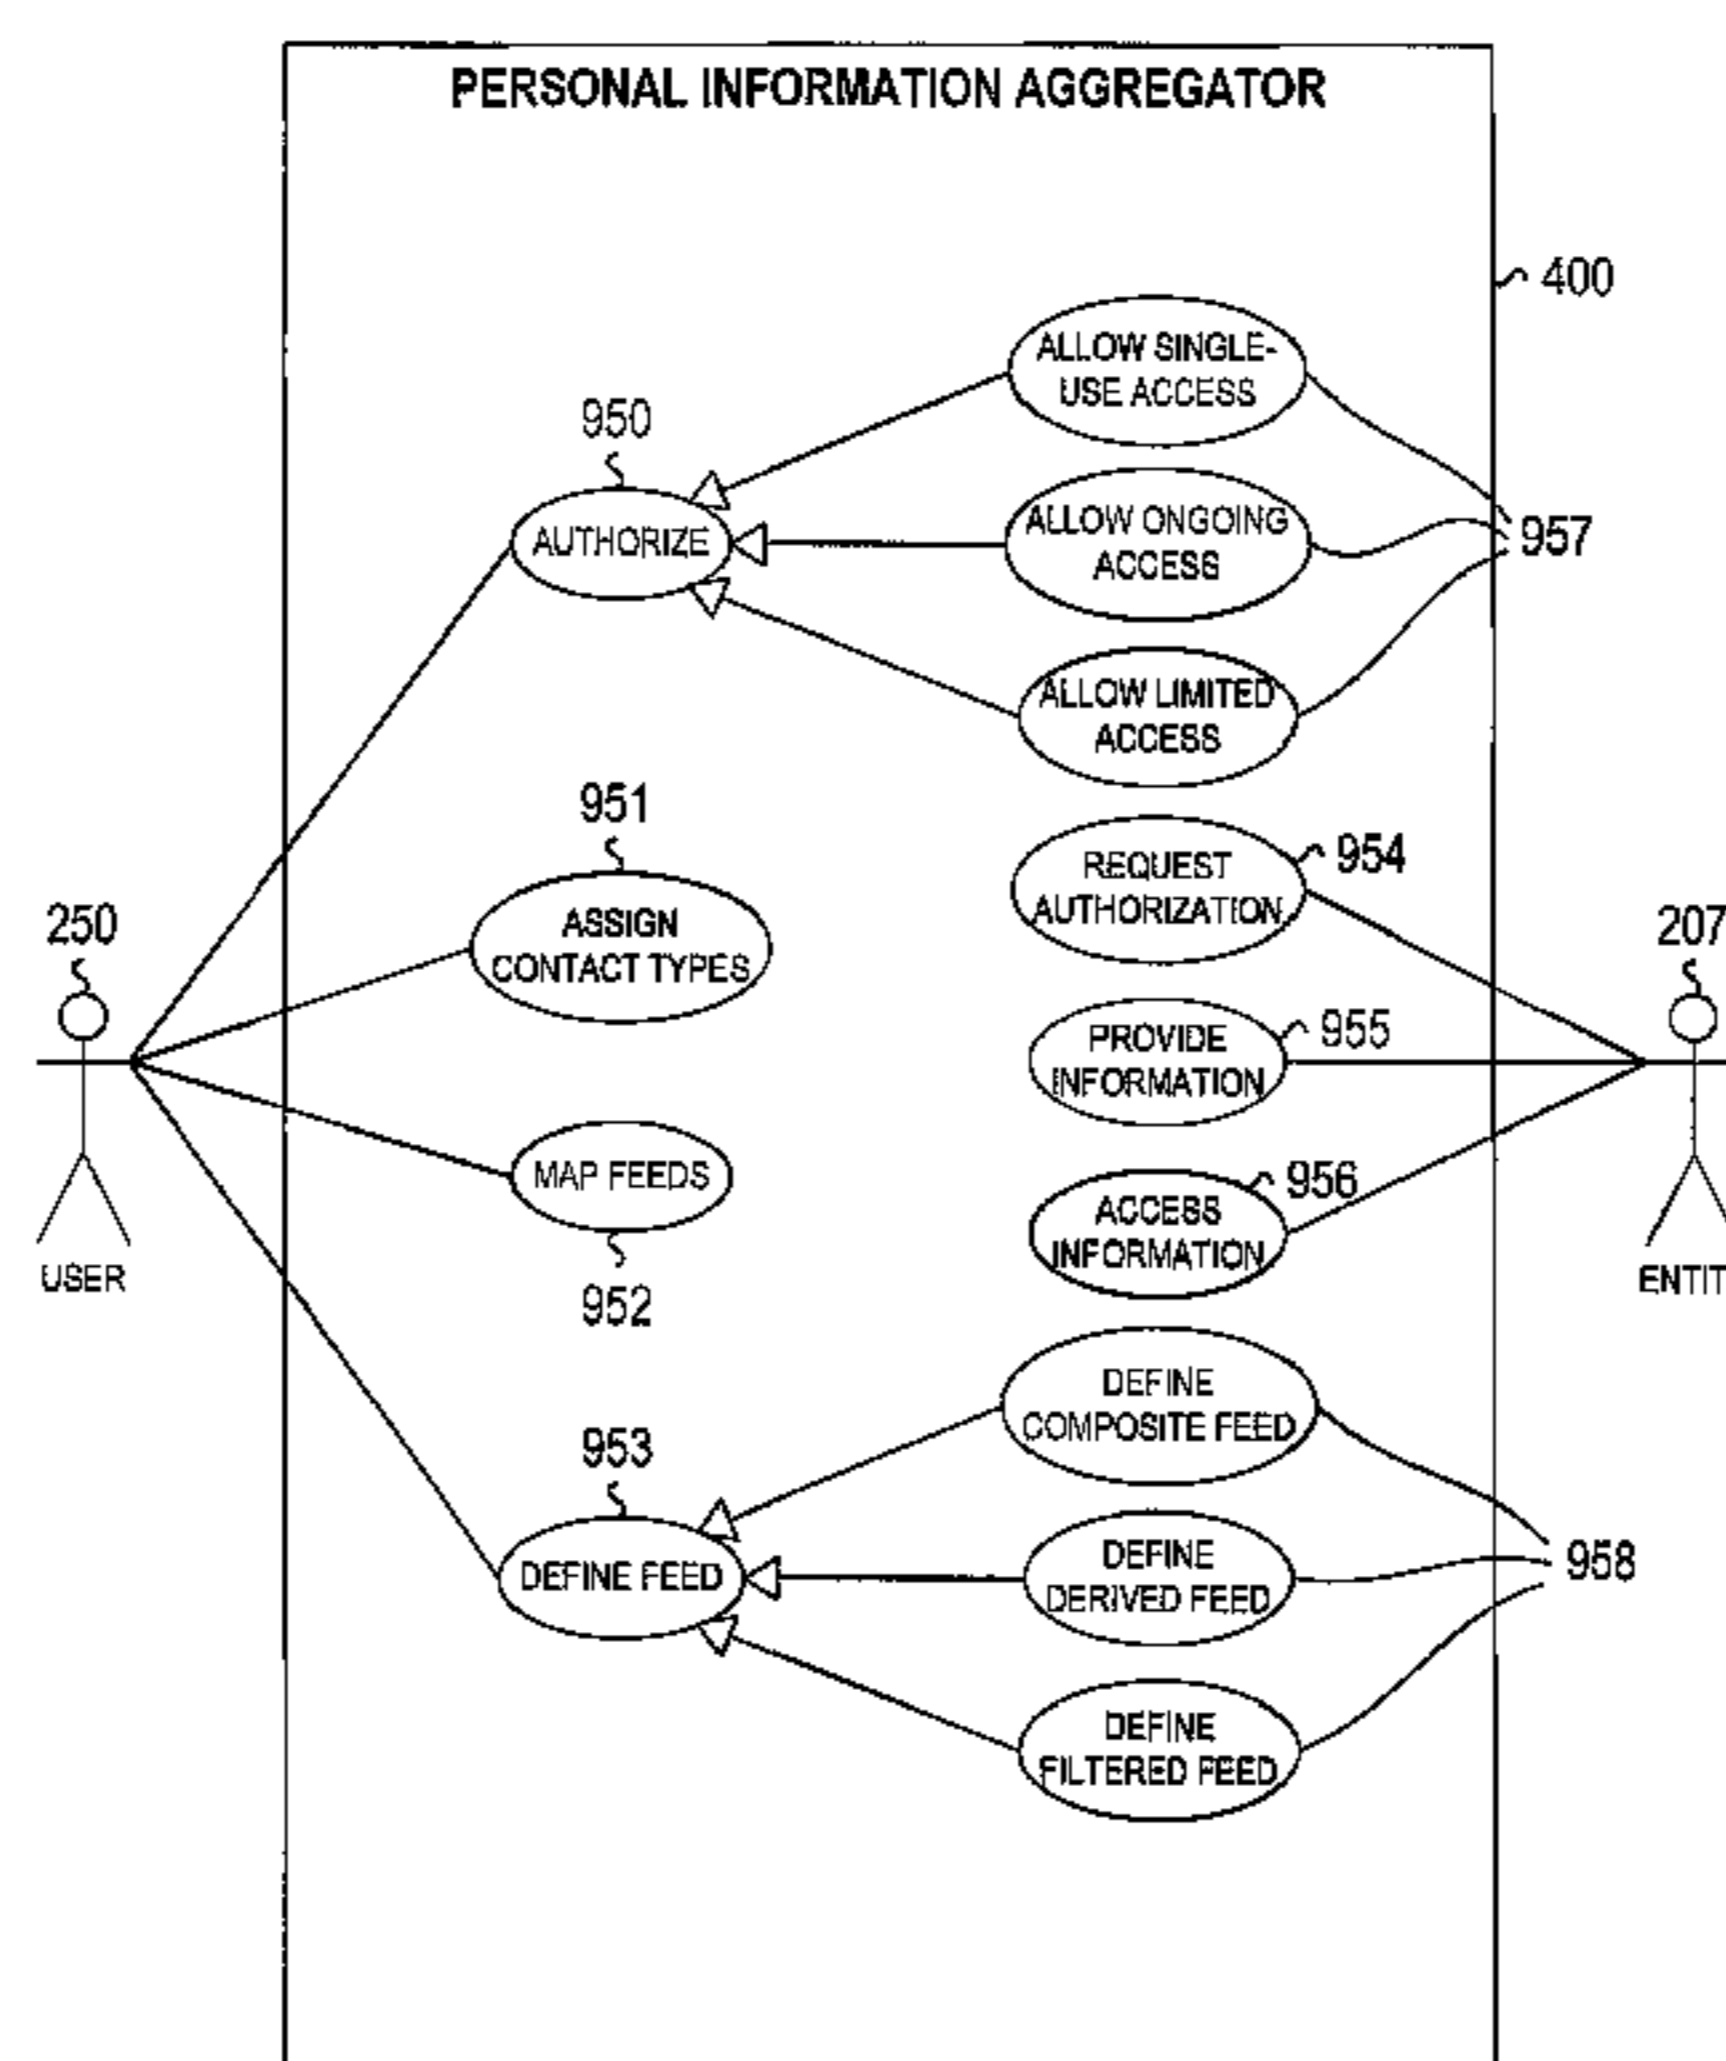 PERSONAL INFORMATION AGGREGATOR
400
ALLOW SINGLE-
USE ACCESS
950
AUTHORIZE
ALLOW ONGOING
ACCESS
957
ALLOW LIMITED
ACCESS
951
ASSIGN
CONTACT TYPES
REQUEST
AUTHORIZATION
954
250
USER
207
ENTIT
PROVIDE
INFORMATION
955
MAP FEEDS
952
ACCESS
INFORMATION
956
DEFINE
COMPOSITE FEED
953
DEFINE FEED
DEFINE
DERIVED FEED
958
DEFINE
FILTERED FEED